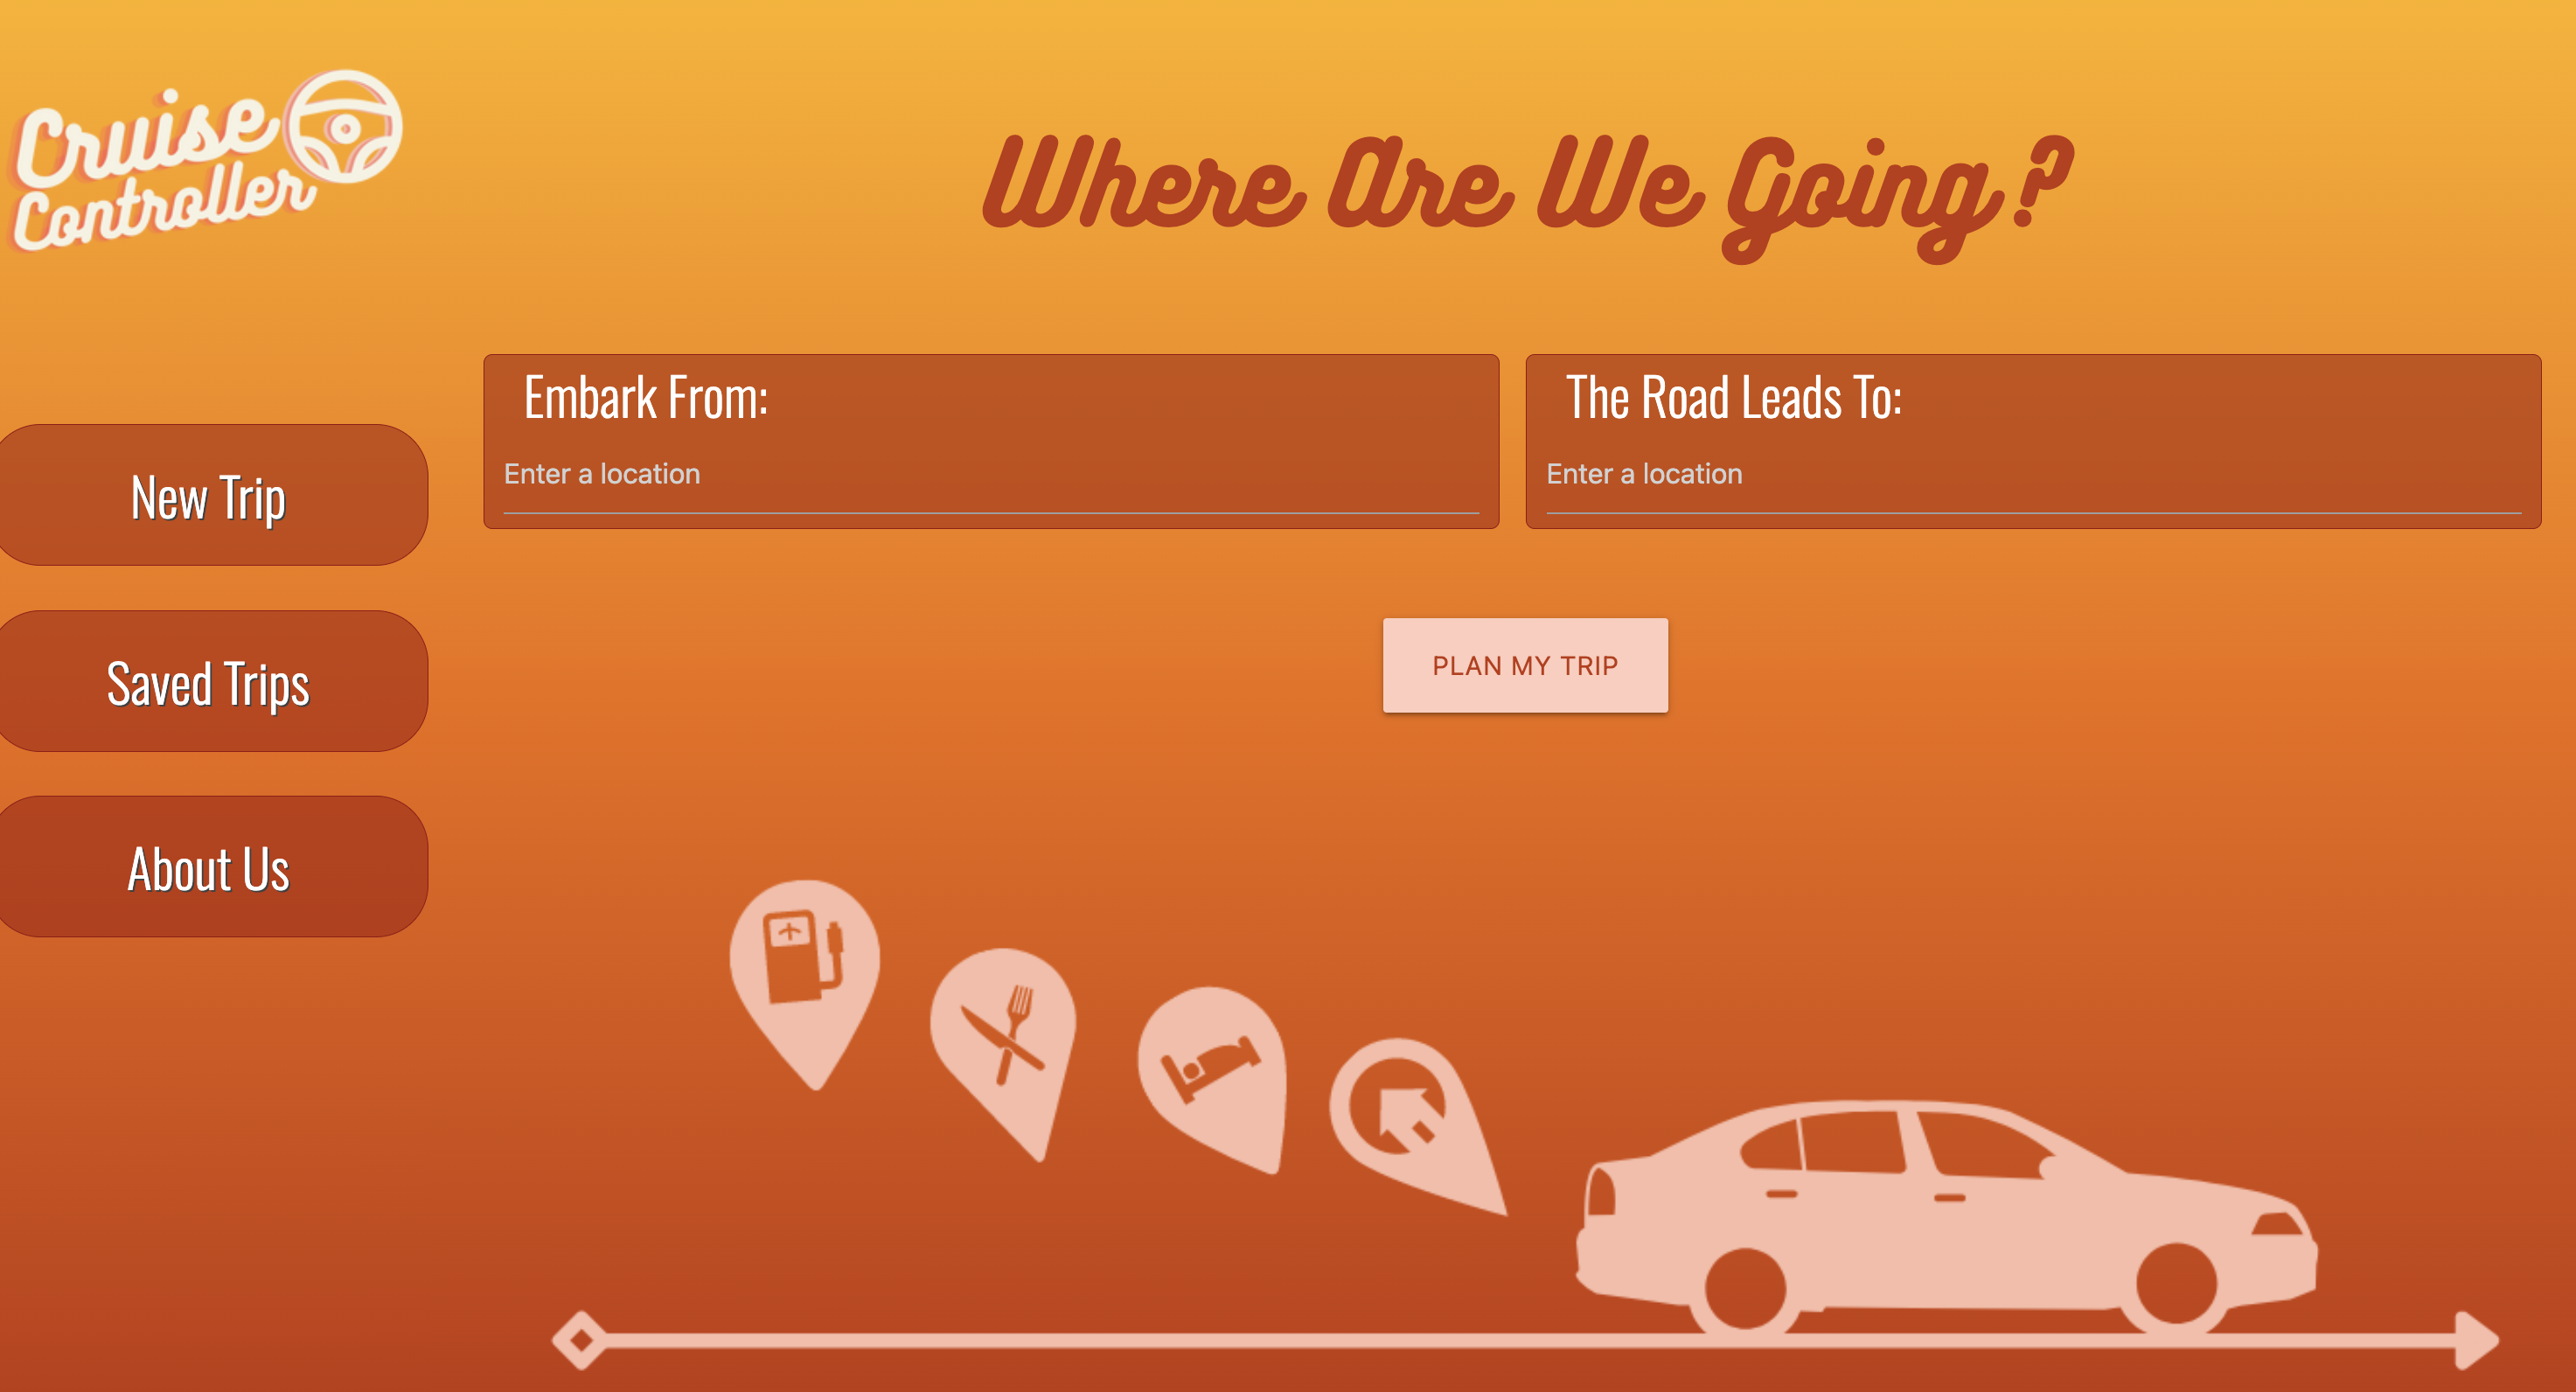 Cruise
Controller
Where Are We Going?
Embark From:
Enter a location
The Road Leads To:
Enter a location
New Trip
Saved Trips
About Us
PLAN MY TRIP